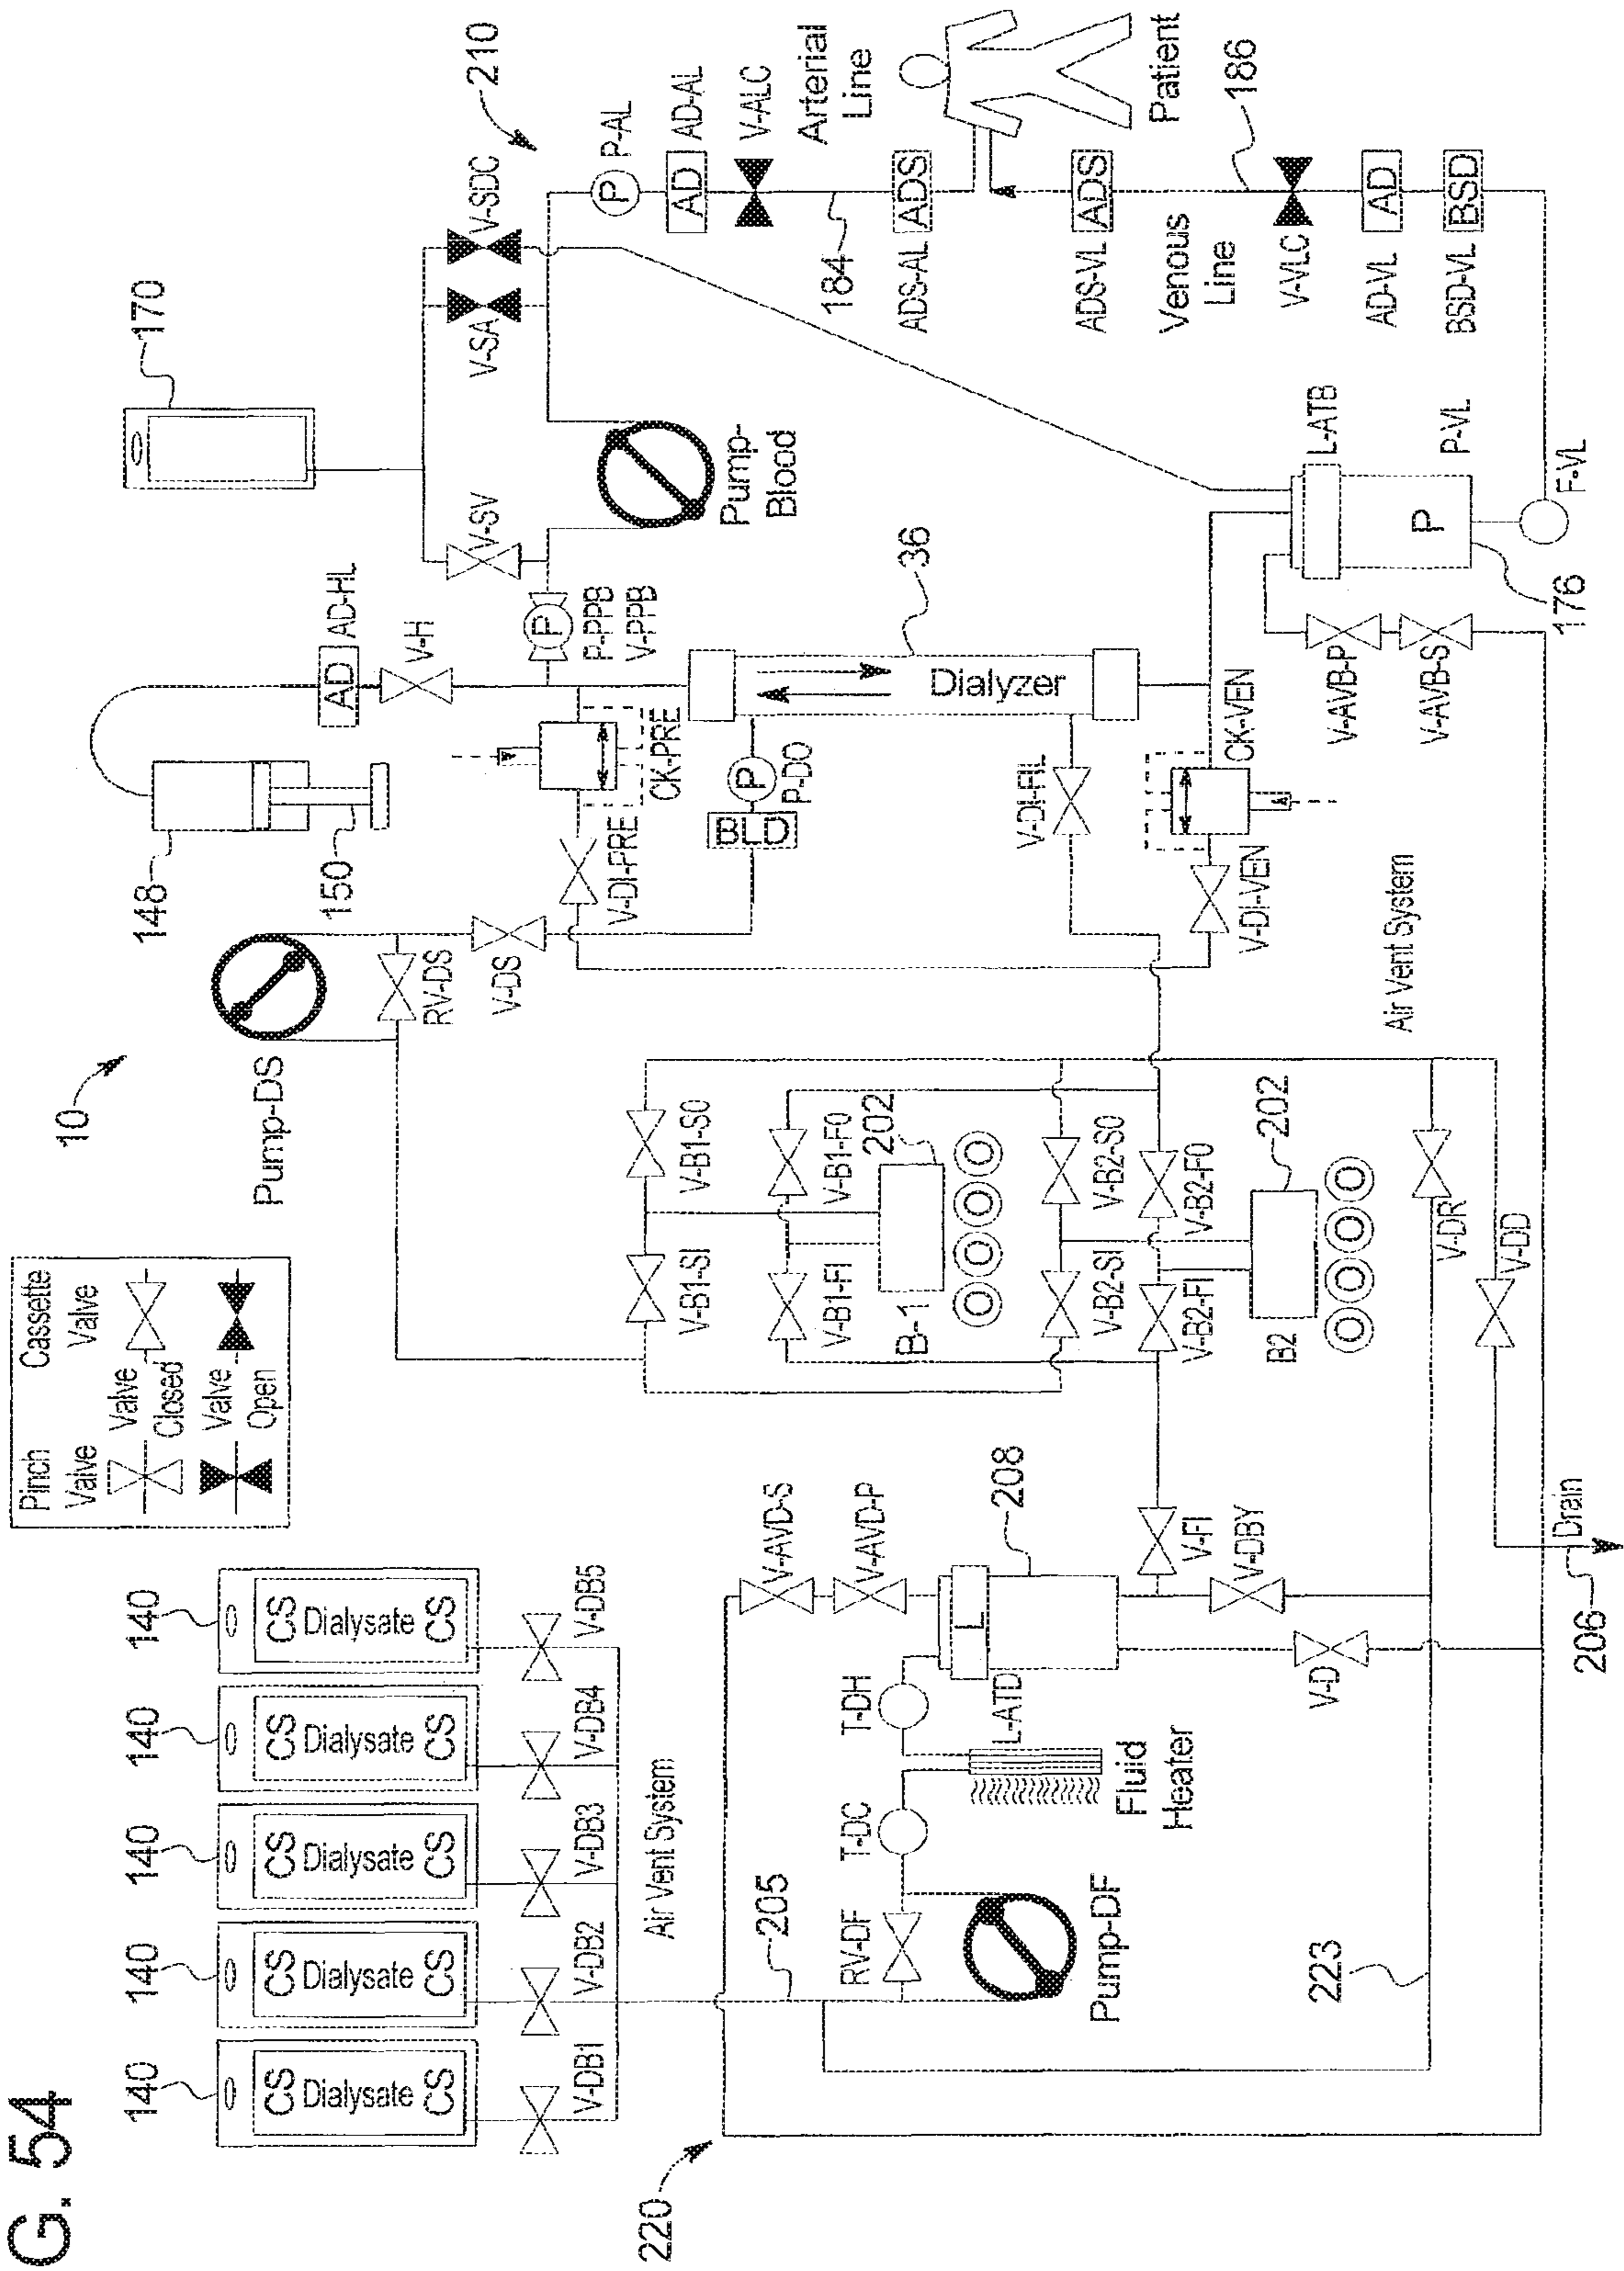 G. 54
10
Pinch
Valve
Cassette
Valve
Valve
Closed
Valve
Open
140
140
140
140
140
CS Dialysate CS
CS Dialysate CS
CS Dialysate CS
CS Dialysate CS
CS Dialysate CS
V-DB1
V-DB2
V-DB3
V-DB4
V-DB5
Air Vent System
220
205
RV-DF
Pump-DF
T-DC
T-DH
Fluid
Heater
L-ATD
L
208
V-AVD-S
V-AVD-P
V-FI
V-DBY
V-D
223
206
Drain
Pump-DS
RV-DS
V-DS
V-B1-SI
V-B1-S0
V-B1-FI
V-B1-F0
B-1
202
V-B2-SI
V-B2-S0
V-B2-FI
V-B2-F0
B2
202
V-DR
V-DD
Air Vent System
148
150
AD
AD-HL
V-H
CK-PRE
V-DI-PRE
BLD
P
P-DO
V-DI-FIL
V-DI-VEN
CK-VEN
Dialyzer
36
P
P-PPB
V-PPB
170
V-SV
V-SA
V-SDC
Pump-
Blood
210
P
P-AL
AD
AD-AL
V-ALC
Arterial
Line
184
ADS
ADS-AL
Patient
ADS
ADS-VL
Venous
Line
186
V-VLC
AD
AD-VL
BSD
BSD-VL
L-ATB
P
P-VL
F-VL
176
V-AVB-P
V-AVB-S